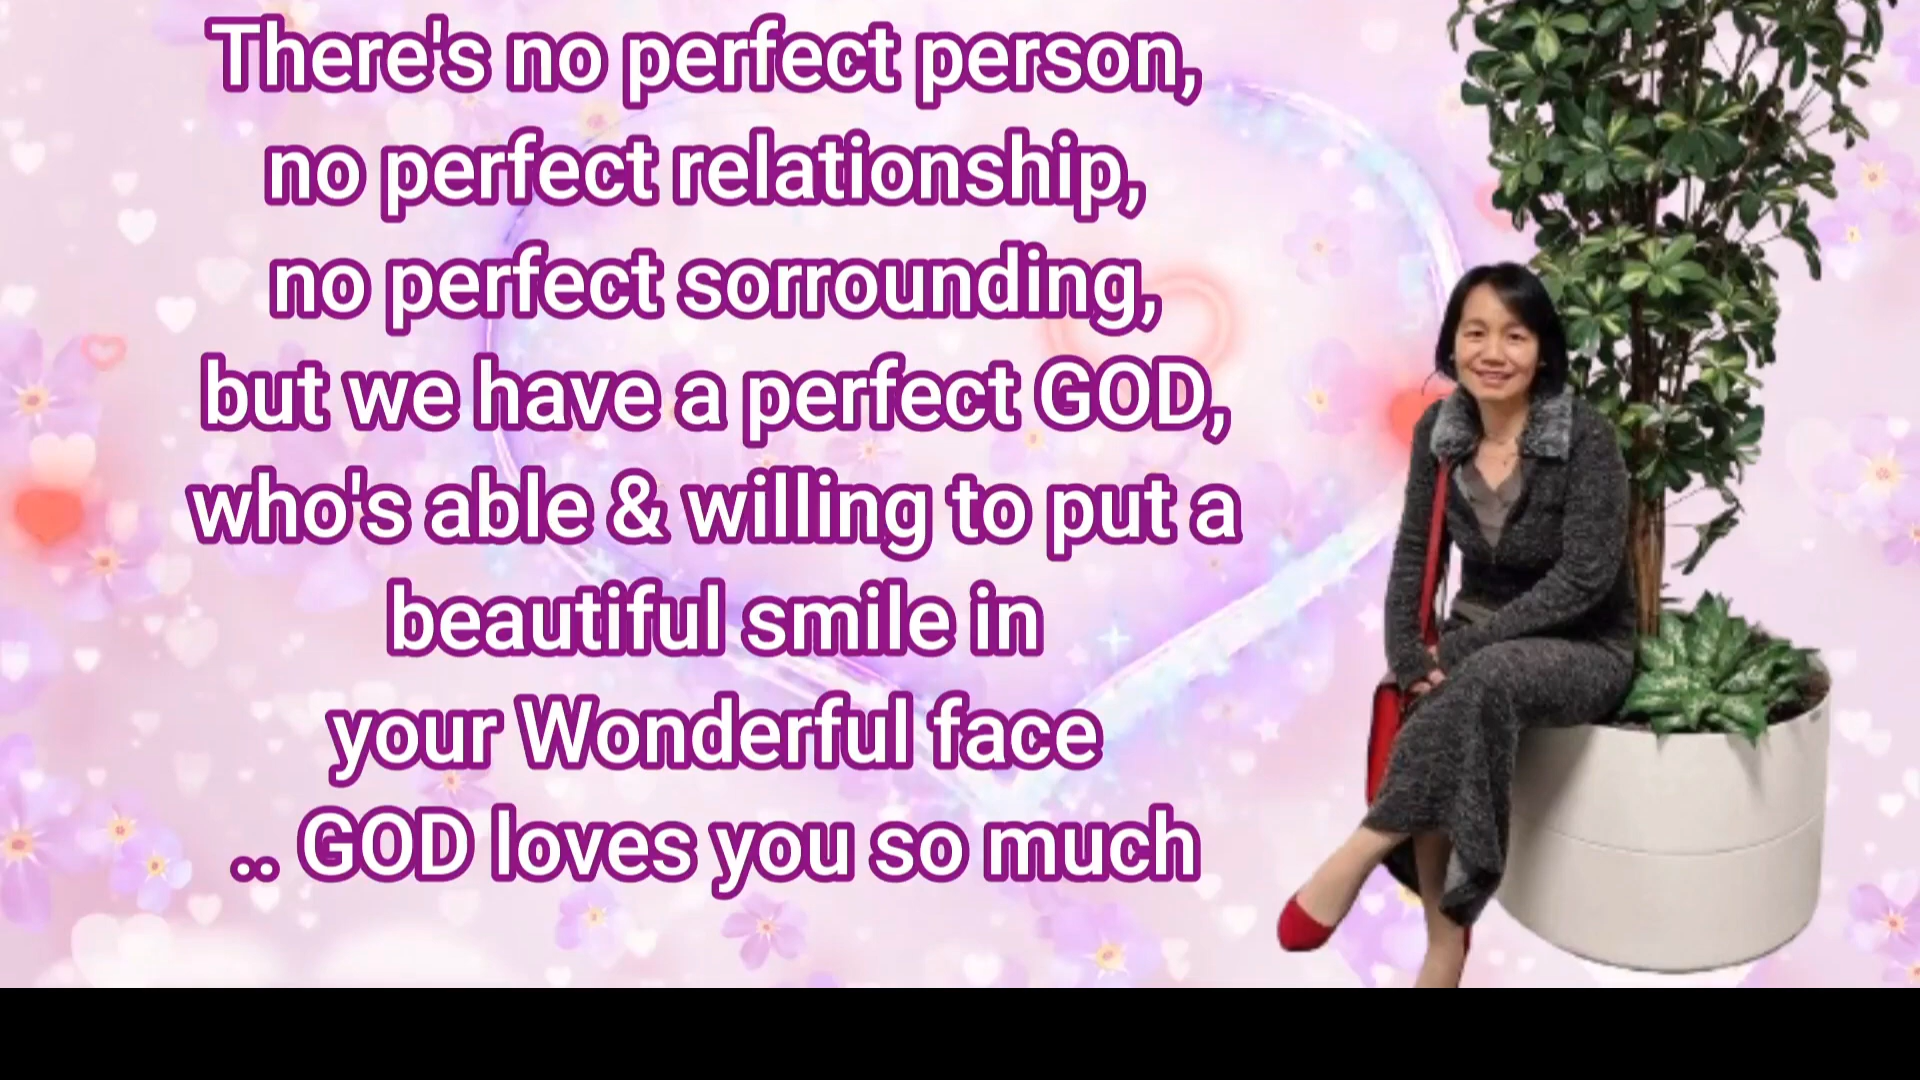 There's no perfect person,
no perfect relationship,
no perfect sorrounding,
but we have a perfect GOD,
who's able & willing to put a
beautiful smile in
your Wonderful face
.. GOD loves you so much